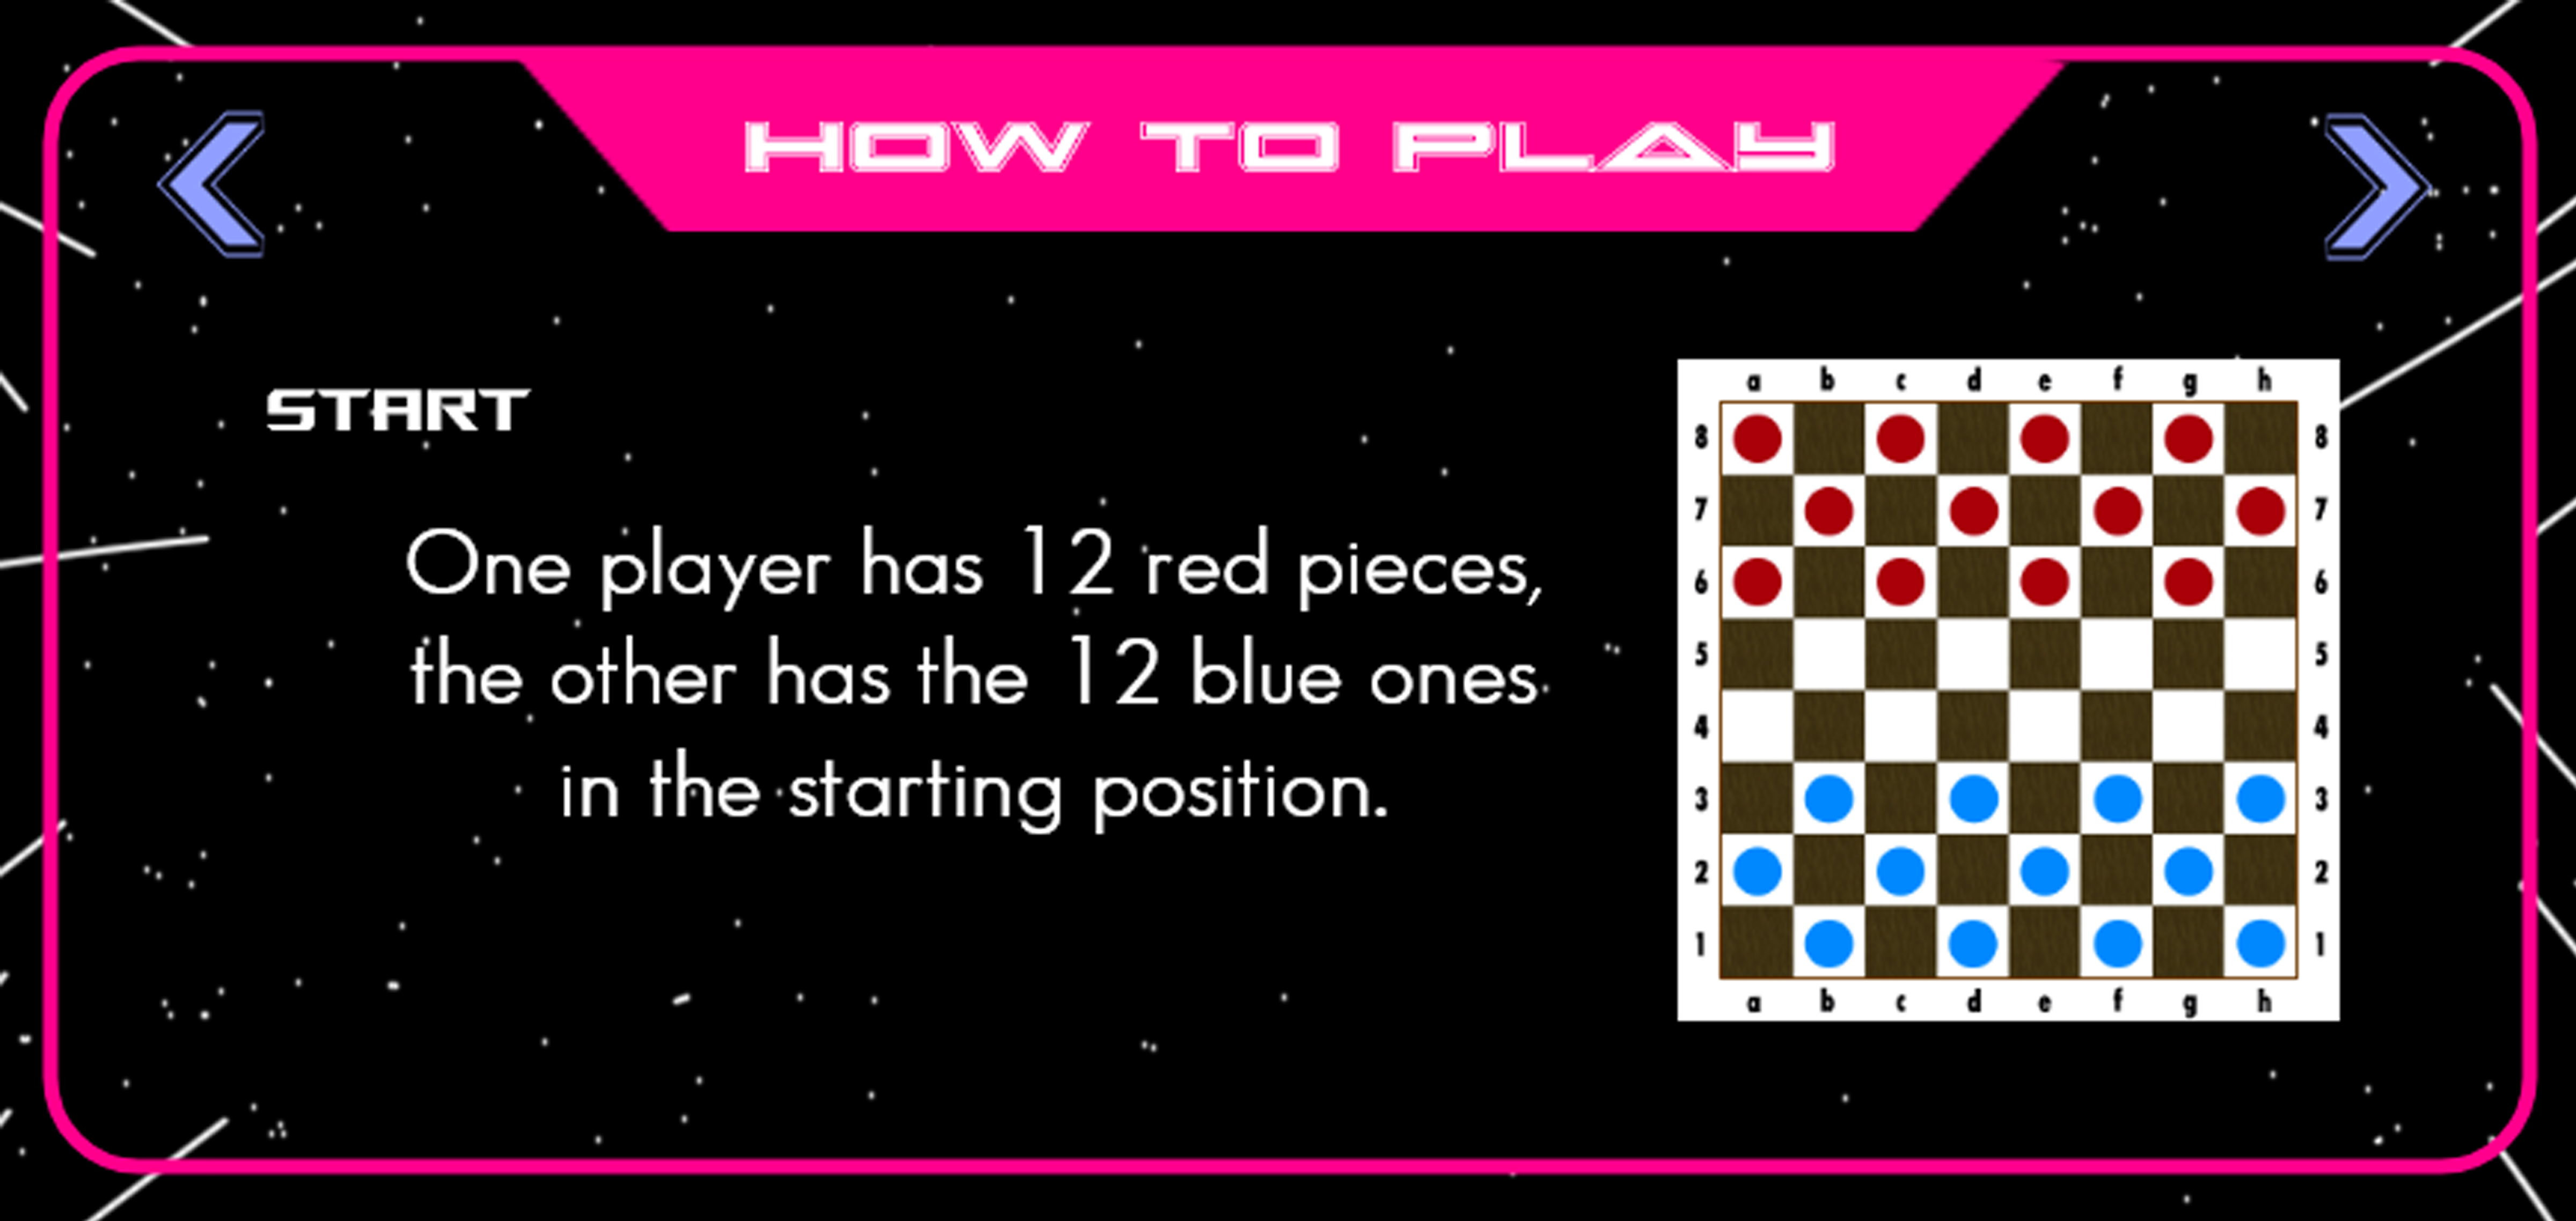 HOW TO PLAY
START
One player has 12 red pieces,
the other has the 12 blue ones
in the starting position.
a b c d e f g h
8 8
7 7
6 6
5 5
4 4
3 3
2 2
1 1
a b c d e f g h